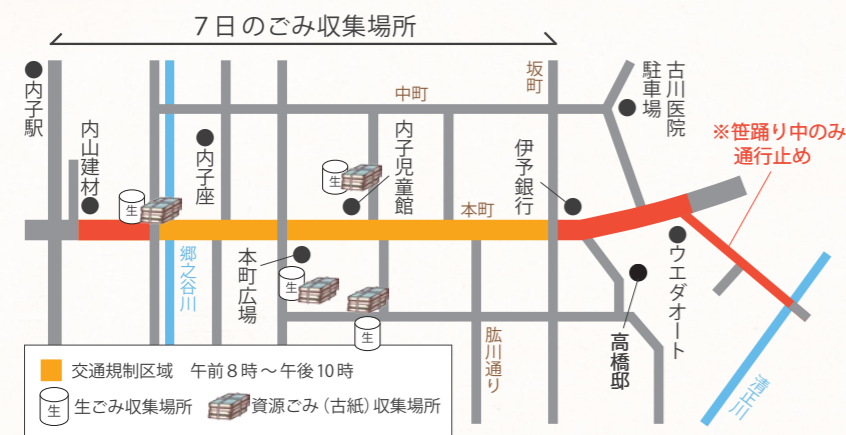 7日のごみ収集場所
内子駅
内山建材
内子座
中町
坂町
古川医院
駐車場
※笹踊り中のみ
通行止め
内子児童館
伊予銀行
本町
生
生
郷之谷川
本町広場
生
生
肱川通り
高橋邸
ウエダオート
清正川
交通規制区域 午前8時～午後10時
生
生ごみ収集場所
資源ごみ（古紙）収集場所